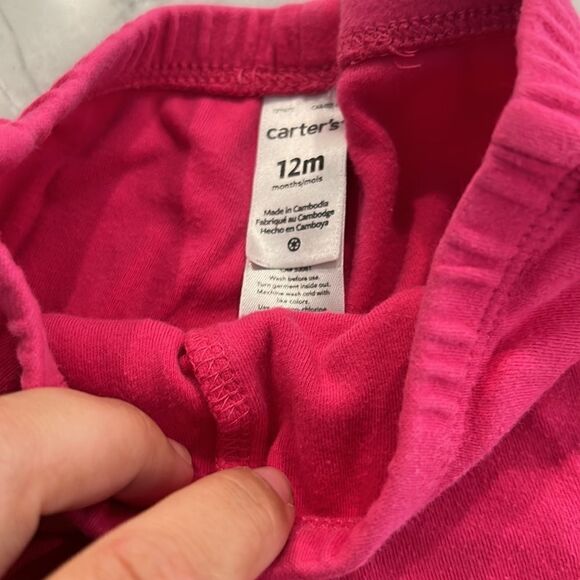 carter's
12m
months/mois
Made in Cambodia
Fabriqué au Cambodge
Hecho en Camboya
Wash before use.
Turn garment inside out.
Machine wash cold with
like colors.
chlorine